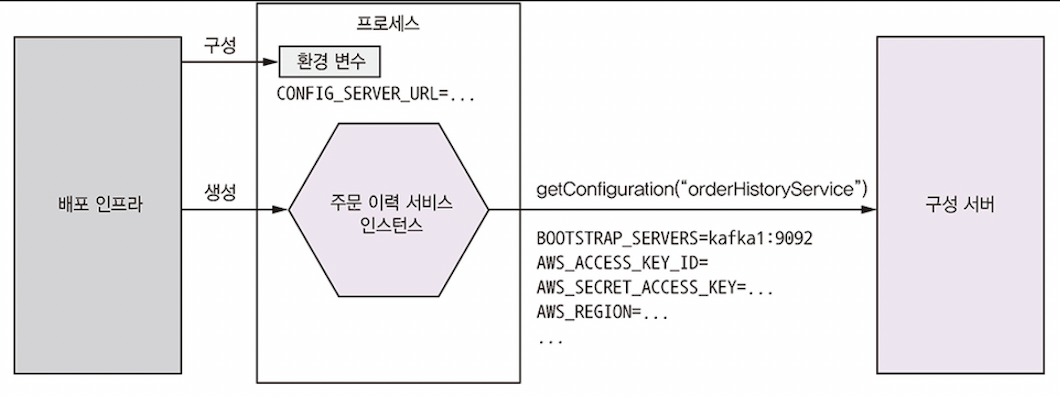 프로세스
구성
환경 변수
CONFIG_SERVER_URL=...
배포 인프라
생성
주문 이력 서비스
인스턴스
getConfiguration(“orderHistoryService”)
구성 서버
BOOTSTRAP_SERVERS=kafka1:9092
AWS_ACCESS_KEY_ID=
AWS_SECRET_ACCESS_KEY=...
AWS_REGION=...
...